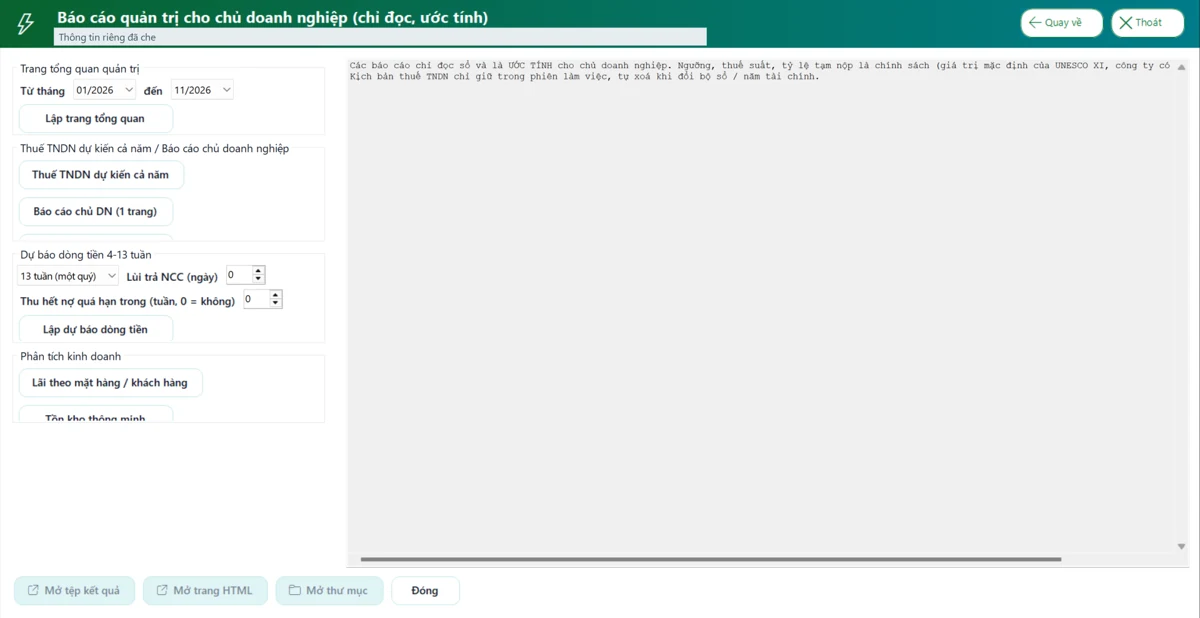 Báo cáo quản trị cho chủ doanh nghiệp (chỉ đọc, ước tính)
Thông tin riêng đã che
Quay về
Thoát
Trang tổng quan quản trị
Từ tháng 01/2026 đến 11/2026
Lập trang tổng quan
Thuế TNDN dự kiến cả năm / Báo cáo chủ doanh nghiệp
Thuế TNDN dự kiến cả năm
Báo cáo chủ DN (1 trang)
Dự báo dòng tiền 4-13 tuần
13 tuần (một quý) Lùi trả NCC (ngày) 0
Thu hết nợ quá hạn trong (tuần, 0 = không) 0
Lập dự báo dòng tiền
Phân tích kinh doanh
Lãi theo mặt hàng / khách hàng
Tồn kho thông minh
Các báo cáo chỉ đọc sổ và là ƯỚC TÍNH cho chủ doanh nghiệp. Ngưỡng, thuế suất, tỷ lệ tạm nộp là chính sách (giá trị mặc định của UNESCO XI, công ty có
Kịch bản thuế TNDN chỉ giữ trong phiên làm việc, tự xoá khi đổi bộ sổ / năm tài chính.
Mở tệp kết quả
Mở trang HTML
Mở thư mục
Đóng